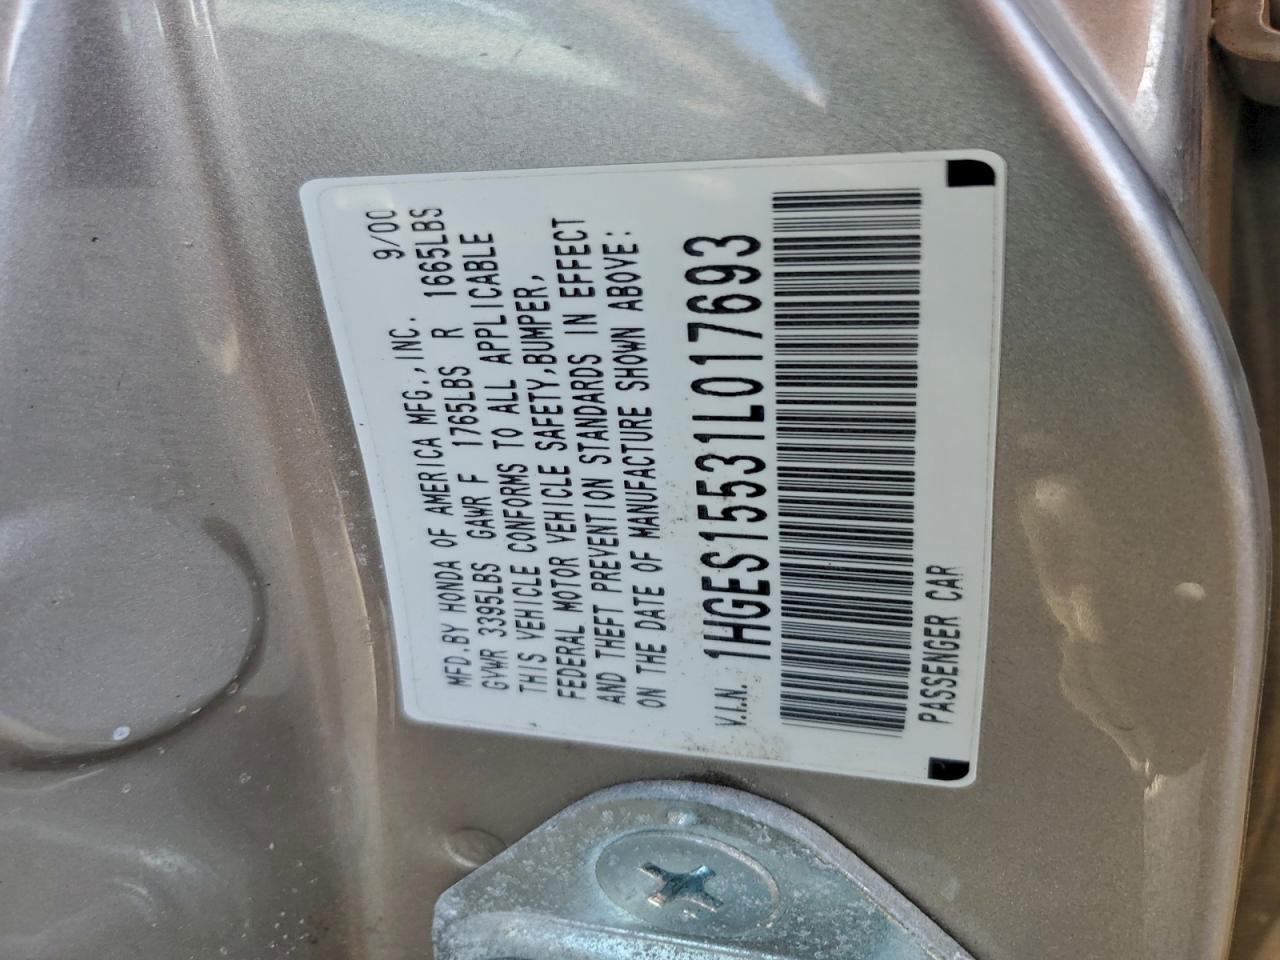 MFD.BY HONDA OF AMERICA MFG.,INC. 9/00
GVWR 3395LBS GAWR F 1765LBS R 1665LBS
THIS VEHICLE CONFORMS TO ALL APPLICABLE
FEDERAL MOTOR VEHICLE SAFETY,BUMPER,
AND THEFT PREVENTION STANDARDS IN EFFECT
ON THE DATE OF MANUFACTURE SHOWN ABOVE:
V.I.N. 1HGES15531L017693
PASSENGER CAR